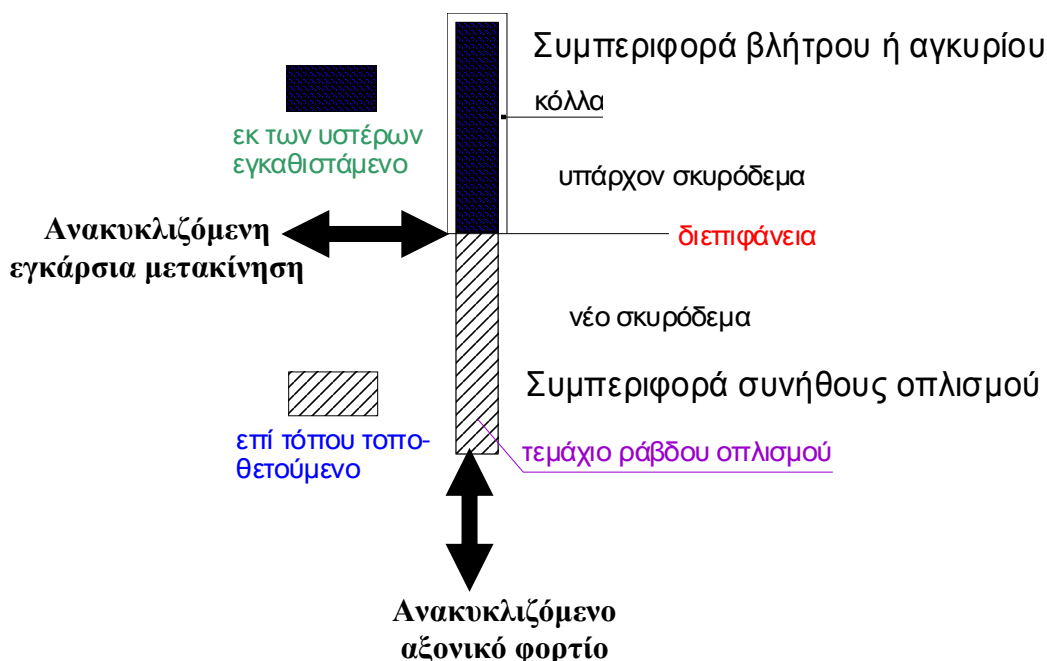 Συμπεριφορά βλήτρου ή αγκυρίου
κόλλα
εκ των υστέρων
εγκαθιστάμενο
υπάρχον σκυρόδεμα
Ανακυκλιζόμενη
εγκάρσια μετακίνηση
διεπιφάνεια
νέο σκυρόδεμα
Συμπεριφορά συνήθους οπλισμού
επί τόπου τοπο-
θετούμενο
τεμάχιο ράβδου οπλισμού
Ανακυκλιζόμενο
αξονικό φορτίο